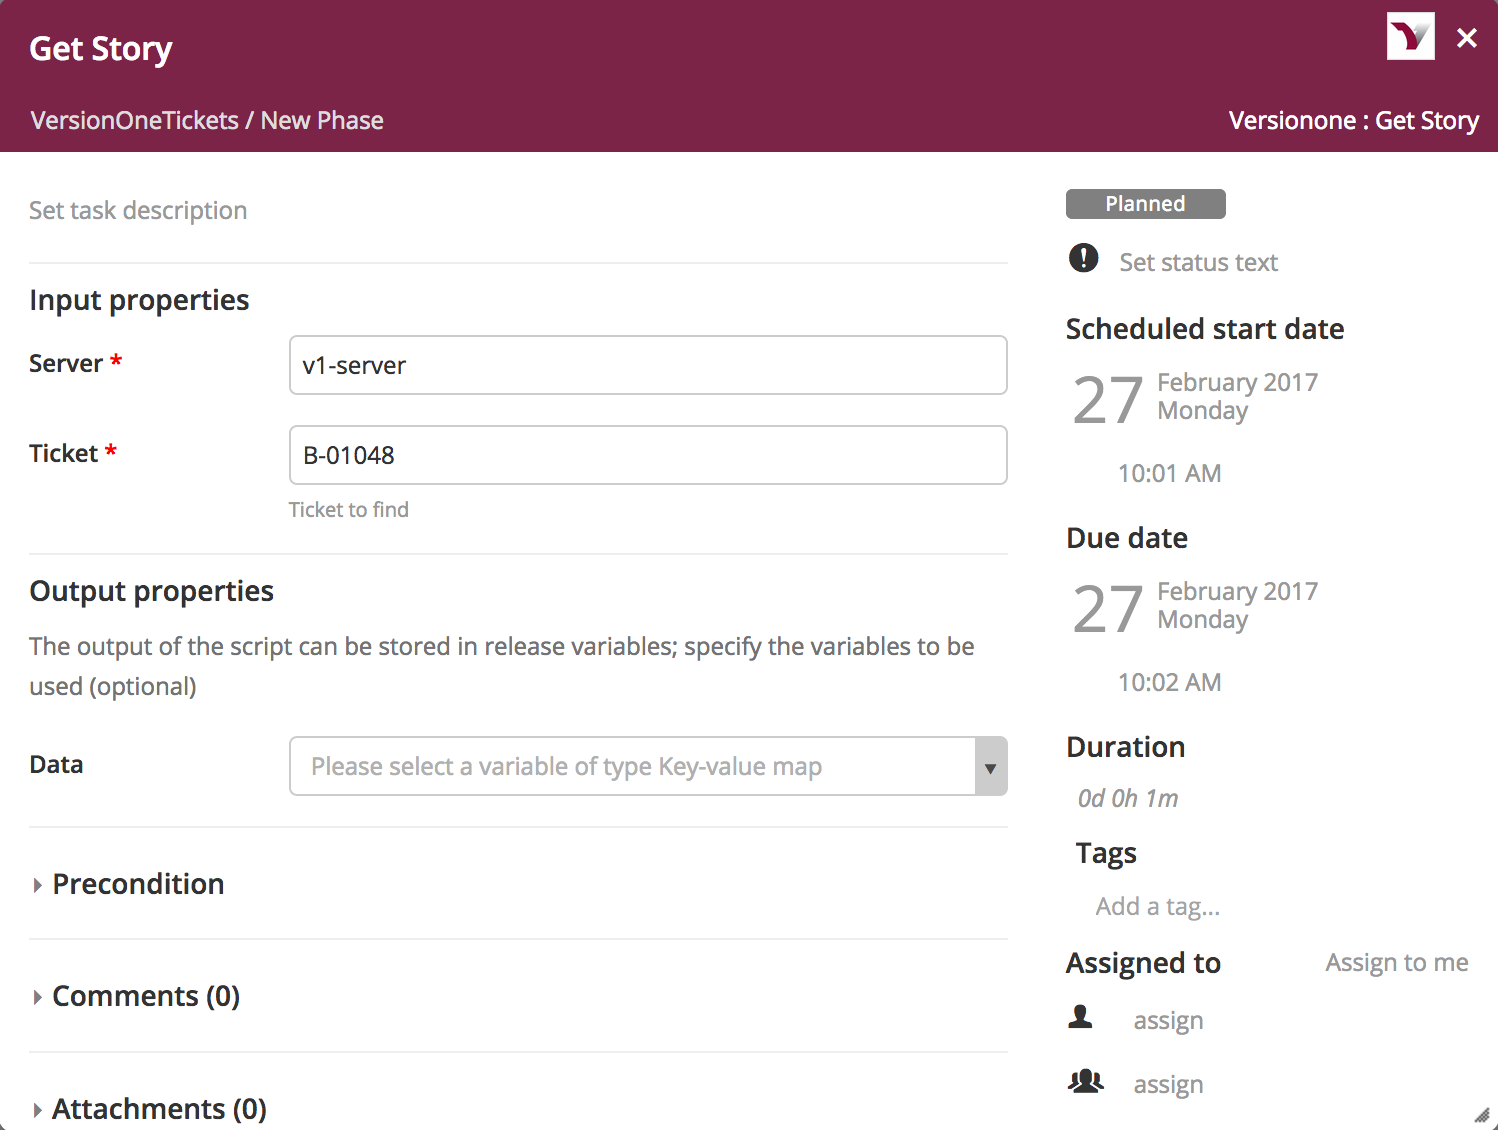 Get Story
VersionOneTickets / New Phase
Versionone : Get Story
Set task description
Input properties
Server *
v1-server
Ticket *
B-01048
Ticket to find
Output properties
The output of the script can be stored in release variables; specify the variables to be
used (optional)
Data
Please select a variable of type Key-value map
Precondition
Comments (0)
Attachments (0)
Planned
Set status text
Scheduled start date
27
February 2017
Monday
10:01 AM
Due date
27
February 2017
Monday
10:02 AM
Duration
0d 0h 1m
Tags
Add a tag...
Assigned to
Assign to me
assign
assign